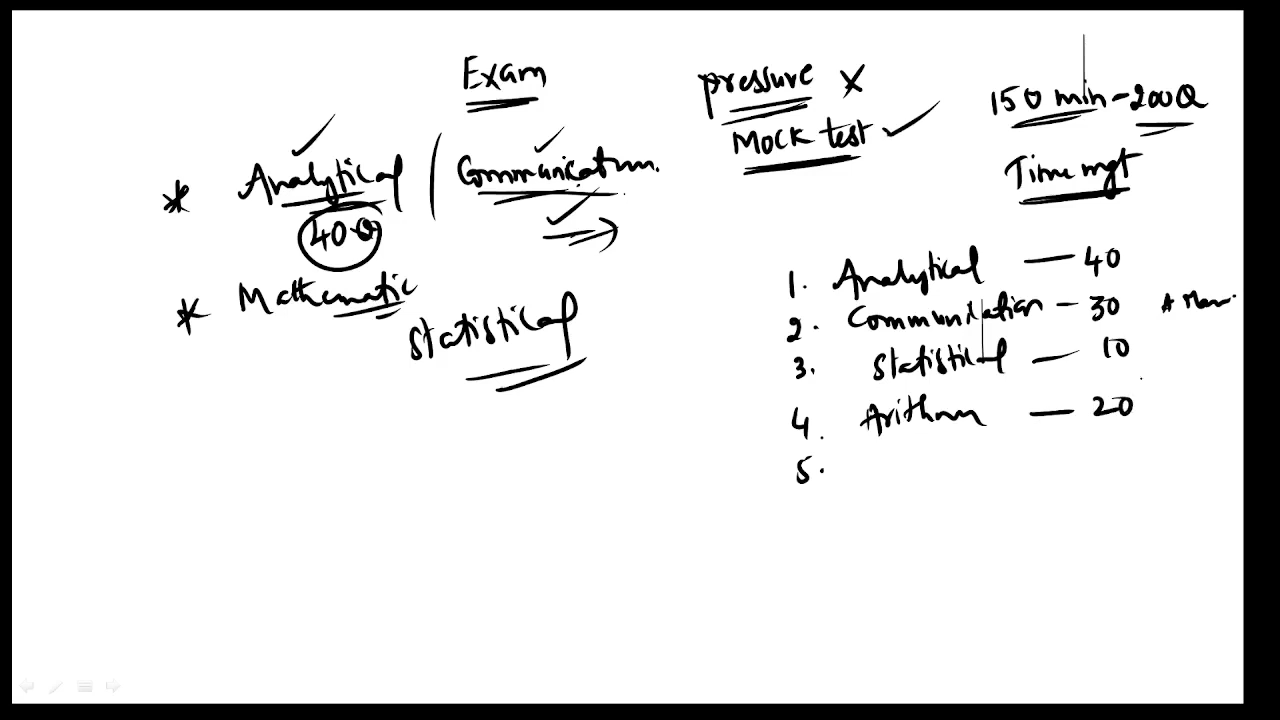 Exam
* Analytical / Communication.
40 Q
* Mathematic
Statistical
pressure X
Mock test ✓
150 min - 200Q
Time mgt
1. Analytical — 40
2. Communication - 30
3. Statistical — 10
4. Arithm — 20
5.